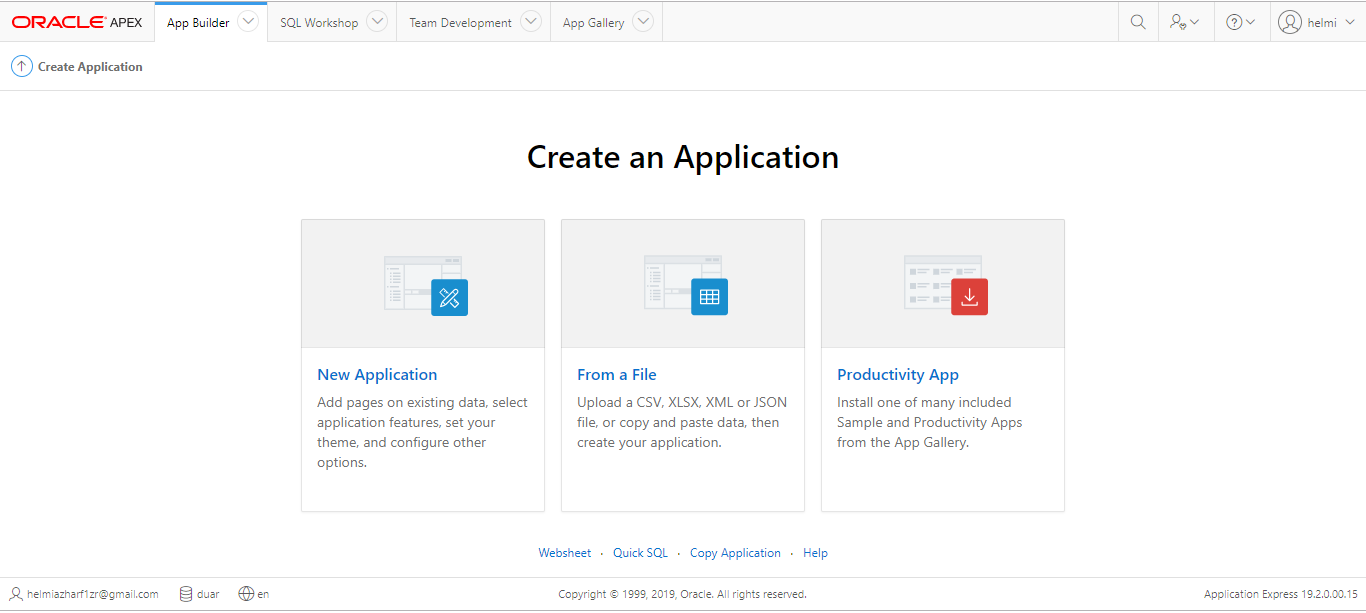 ORACLE APEX App Builder SQL Workshop Team Development App Gallery helmi
Create Application
Create an Application
New Application
Add pages on existing data, select
application features, set your
theme, and configure other
options.
From a File
Upload a CSV, XLSX, XML or JSON
file, or copy and paste data, then
create your application.
Productivity App
Install one of many included
Sample and Productivity Apps
from the App Gallery.
Websheet · Quick SQL · Copy Application · Help
helmiazharf1zr@gmail.com duar en Copyright © 1999, 2019, Oracle. All rights reserved. Application Express 19.2.0.00.15